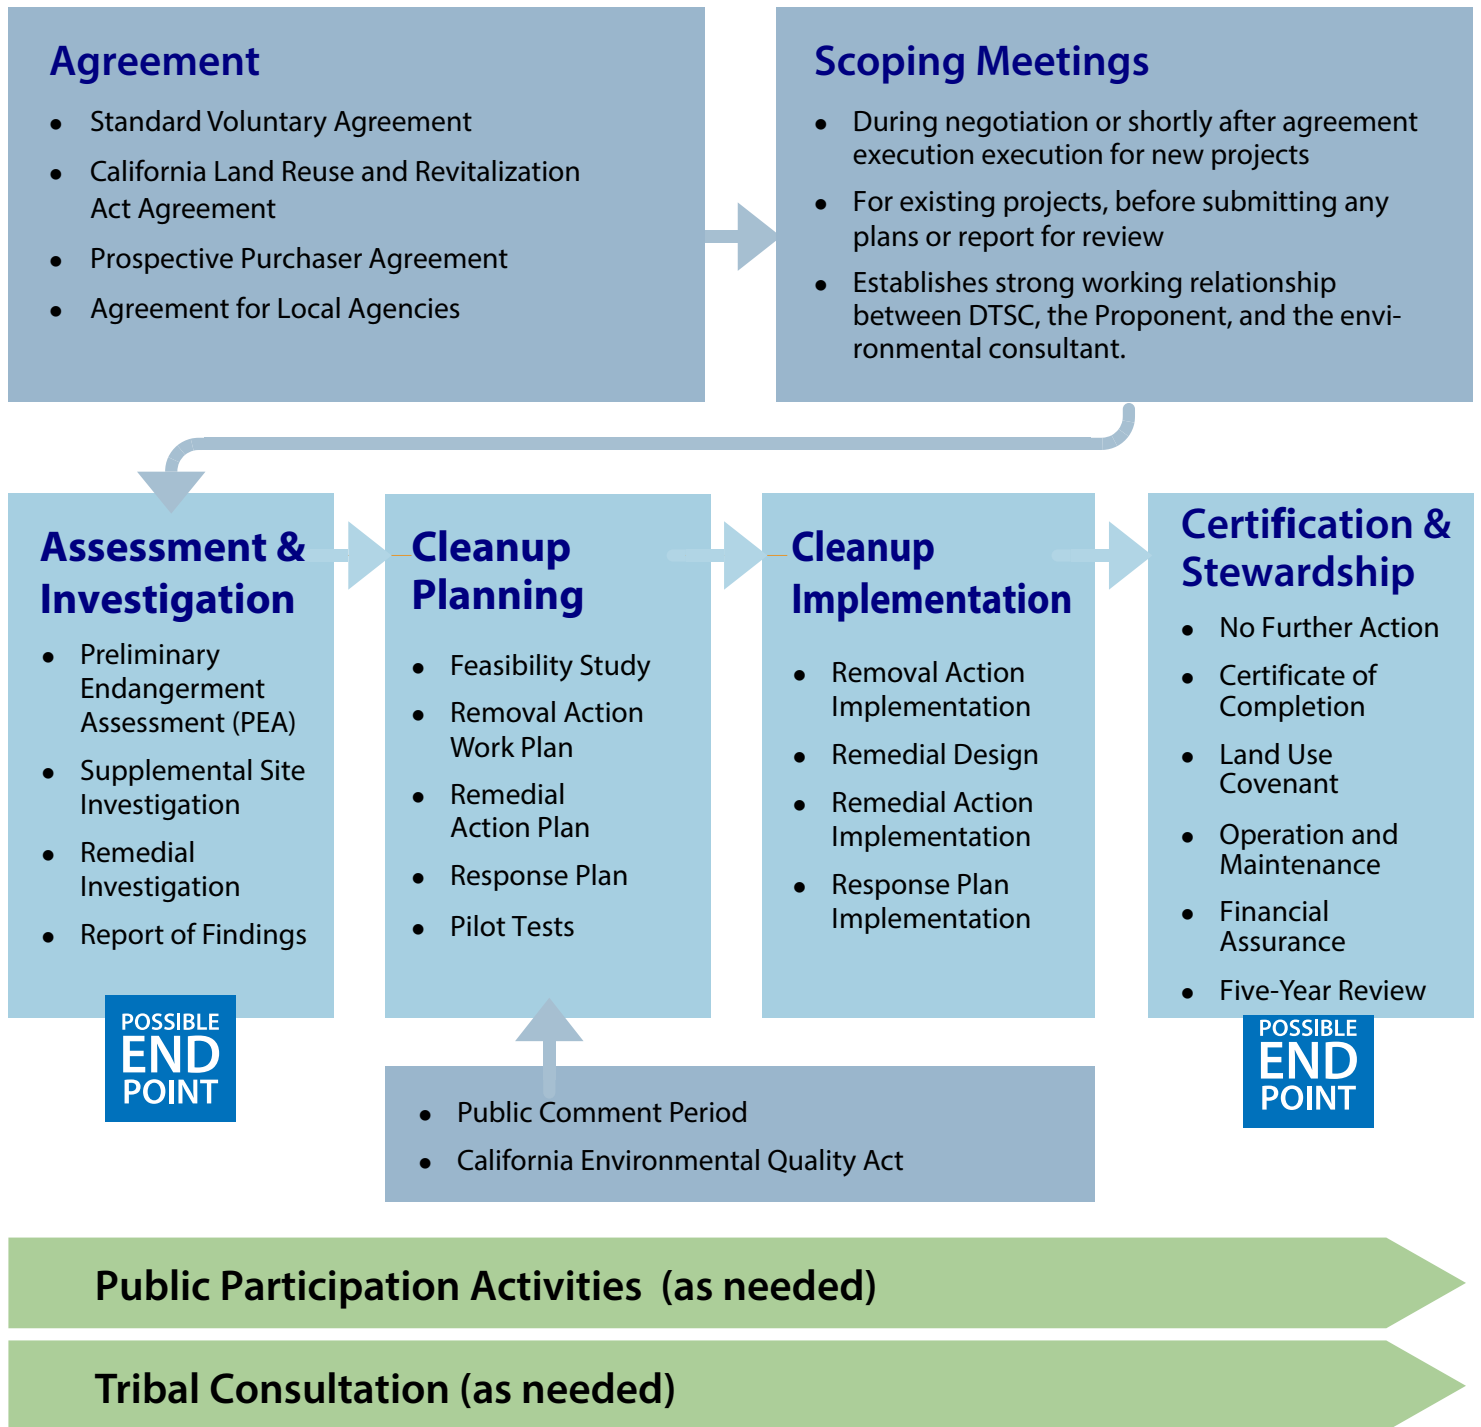 Agreement
• Standard Voluntary Agreement
• California Land Reuse and Revitalization
Act Agreement
• Prospective Purchaser Agreement
• Agreement for Local Agencies
Scoping Meetings
• During negotiation or shortly after agreement
execution execution for new projects
• For existing projects, before submitting any
plans or report for review
• Establishes strong working relationship
between DTSC, the Proponent, and the envi-
ronmental consultant.
Assessment &
Investigation
• Preliminary
Endangerment
Assessment (PEA)
• Supplemental Site
Investigation
• Remedial
Investigation
• Report of Findings
POSSIBLE
END
POINT
Cleanup
Planning
• Feasibility Study
• Removal Action
Work Plan
• Remedial
Action Plan
• Response Plan
• Pilot Tests
• Public Comment Period
• California Environmental Quality Act
Cleanup
Implementation
• Removal Action
Implementation
• Remedial Design
• Remedial Action
Implementation
• Response Plan
Implementation
Certification &
Stewardship
• No Further Action
• Certificate of
Completion
• Land Use
Covenant
• Operation and
Maintenance
• Financial
Assurance
• Five-Year Review
POSSIBLE
END
POINT
Public Participation Activities (as needed)
Tribal Consultation (as needed)